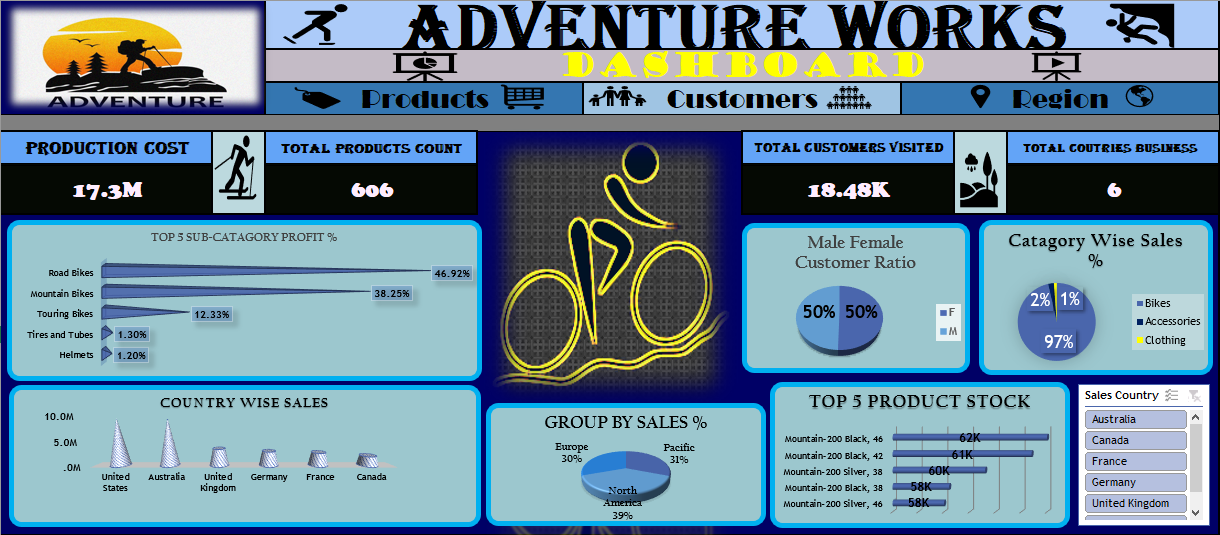 ADVENTURE
ADVENTURE WORKS
DASHBOARD
Products
Customers
Region
PRODUCTION COST
17.3M
TOTAL PRODUCTS COUNT
606
TOTAL CUSTOMERS VISITED
18.48K
TOTAL COUTRIES BUSINESS
6
TOP 5 SUB-CATAGORY PROFIT %
Road Bikes
46.92%
Mountain Bikes
38.25%
Touring Bikes
12.33%
Tires and Tubes
1.30%
Helmets
1.20%
Male Female
Customer Ratio
50%
50%
F
M
Catagory Wise Sales
%
2%
1%
97%
Bikes
Accessories
Clothing
COUNTRY WISE SALES
10.0M
5.0M
.0M
United
States
Australia
United
Kingdom
Germany
France
Canada
GROUP BY SALES %
Europe
30%
Pacific
31%
North
America
39%
TOP 5 PRODUCT STOCK
Mountain-200 Black, 46
62K
Mountain-200 Black, 42
61K
Mountain-200 Silver, 38
60K
Mountain-200 Black, 38
58K
Mountain-200 Silver, 46
58K
Sales Country
Australia
Canada
France
Germany
United Kingdom